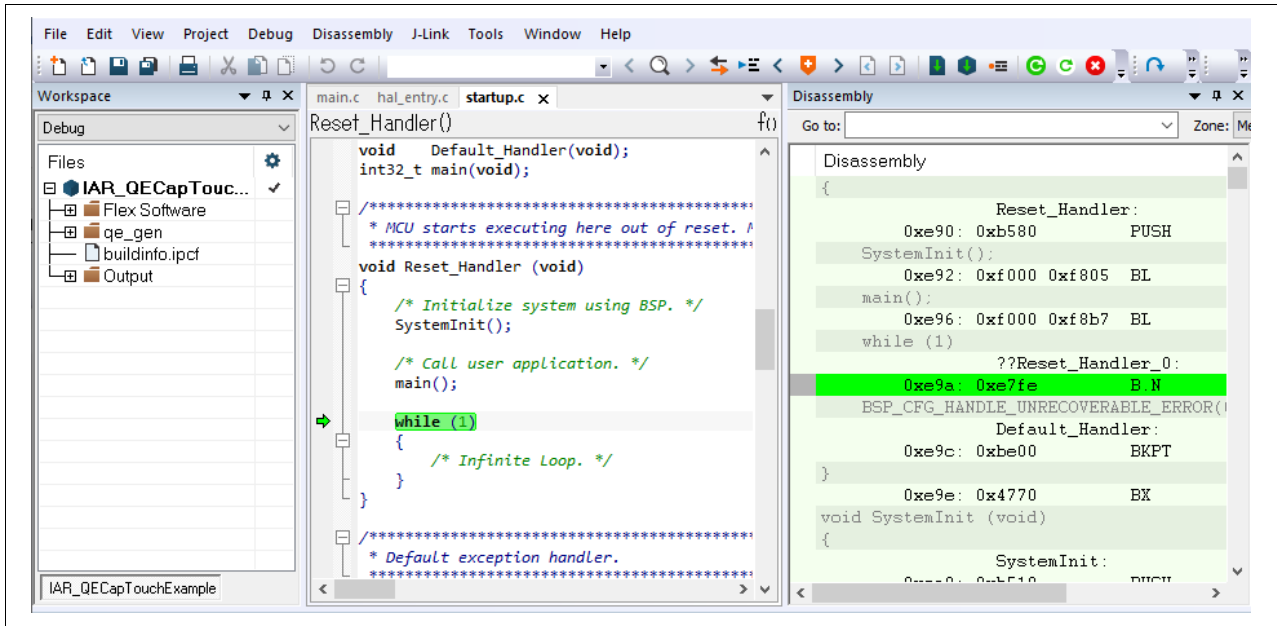 File Edit View Project Debug Disassembly J-Link Tools Window Help
Workspace
Debug
Files
IAR_QECapTouc...
Flex Software
qe_gen
buildinfo.ipcf
Output
IAR_QECapTouchExample
main.c hal_entry.c startup.c
Reset_Handler() f()
void Default_Handler(void);
int32_t main(void);
/*******************************************
* MCU starts executing here out of reset.
*******************************************
void Reset_Handler (void)
{
/* Initialize system using BSP. */
SystemInit();
/* Call user application. */
main();
while (1)
{
/* Infinite Loop. */
}
}
/*******************************************
* Default exception handler.
*******************************************
Disassembly
Go to: Zone: Me
Disassembly
{
Reset_Handler:
0xe90: 0xb580 PUSH
SystemInit();
0xe92: 0xf000 0xf805 BL
main();
0xe96: 0xf000 0xf8b7 BL
while (1)
??Reset_Handler_0:
0xe9a: 0xe7fe B.N
BSP_CFG_HANDLE_UNRECOVERABLE_ERROR(
Default_Handler:
0xe9c: 0xbe00 BKPT
}
0xe9e: 0x4770 BX
void SystemInit (void)
{
SystemInit: